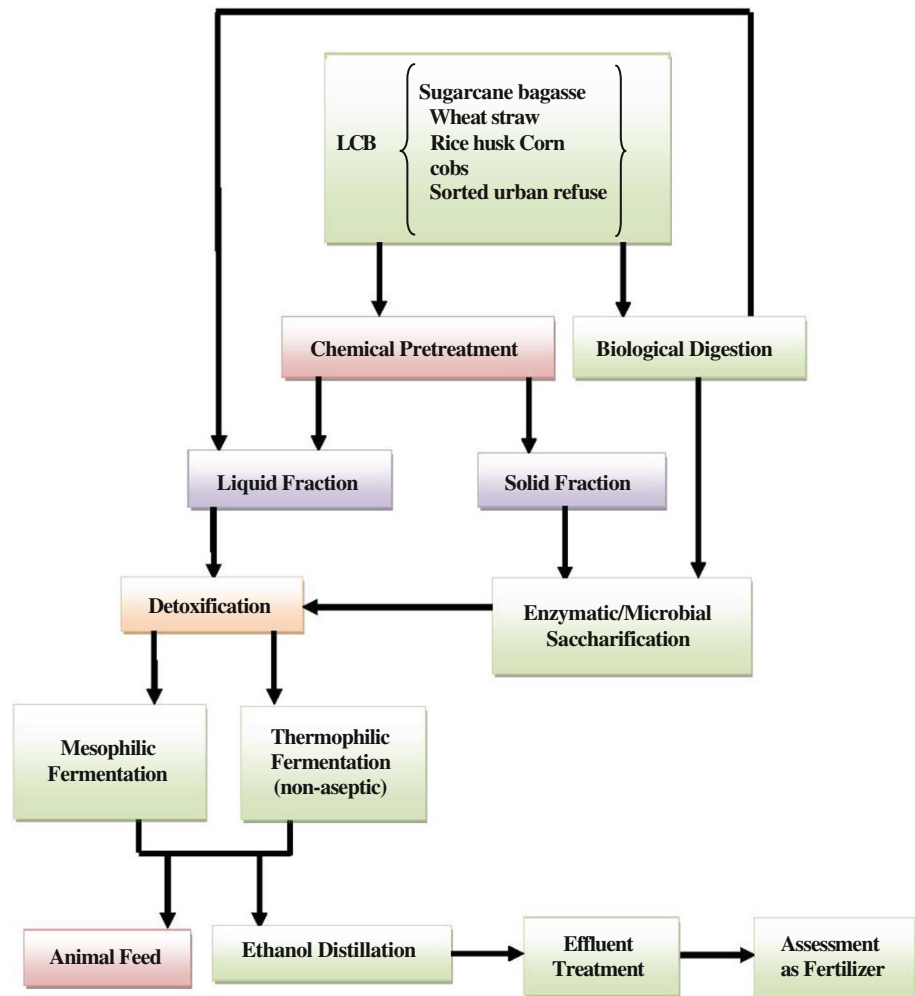 Sugarcane bagasse
Wheat straw
LCB
Rice husk Corn
cobs
Sorted urban refuse
Chemical Pretreatment
Biological Digestion
Liquid Fraction
Solid Fraction
Detoxification
Enzymatic/Microbial
Saccharification
Mesophilic
Fermentation
Thermophilic
Fermentation
(non-aseptic)
Animal Feed
Ethanol Distillation
Effluent
Treatment
Assessment
as Fertilizer